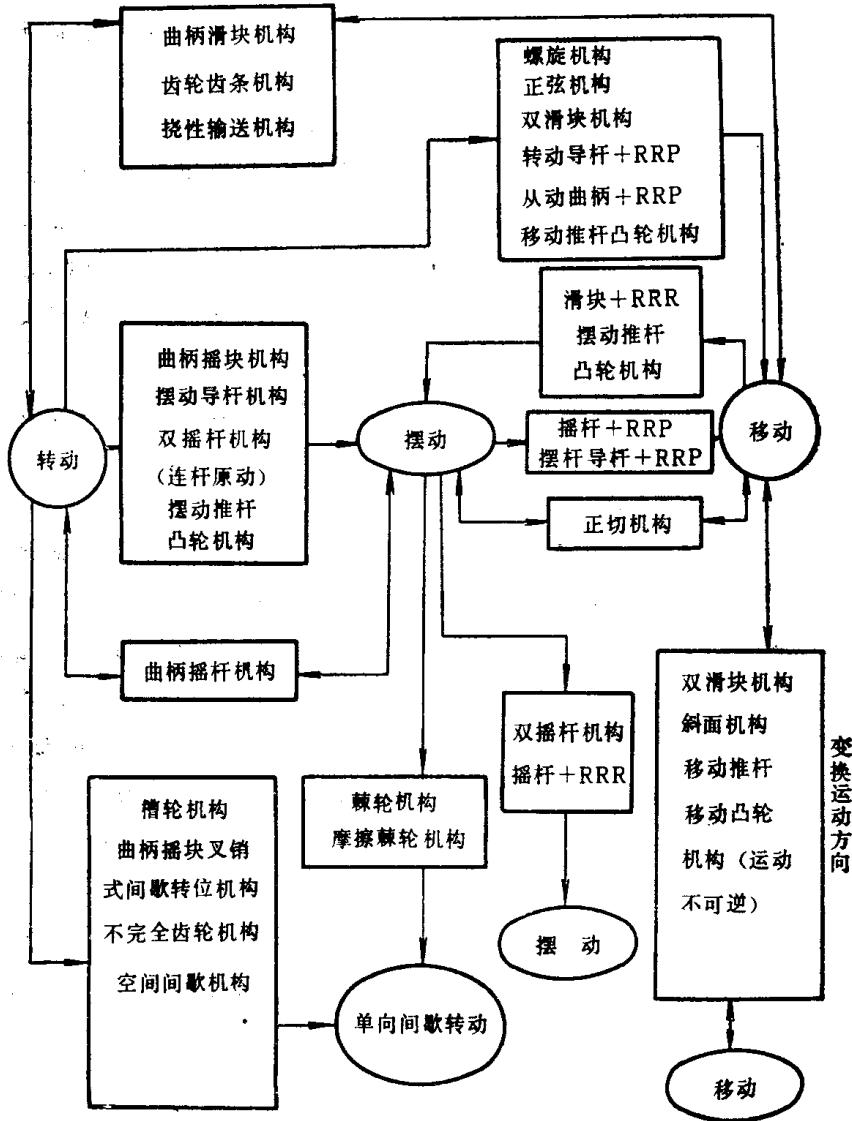 曲柄滑块机构
齿轮齿条机构
挠性输送机构
螺旋机构
正弦机构
双滑块机构
转动导杆＋RRP
从动曲柄＋RRP
移动推杆凸轮机构
滑块＋RRR
摆动推杆
凸轮机构
曲柄摇块机构
摆动导杆机构
双摇杆机构
（连杆原动）
摆动推杆
凸轮机构
转动
摆动
摇杆＋RRP
摆杆导杆＋RRP
移动
正切机构
曲柄摇杆机构
双滑块机构
斜面机构
移动推杆
移动凸轮
机构（运动
不可逆）
变换运动方向
双摇杆机构
摇杆＋RRR
棘轮机构
摩擦棘轮机构
槽轮机构
曲柄摇块叉销
式间歇转位机构
不完全齿轮机构
空间间歇机构
摆 动
单向间歇转动
移动